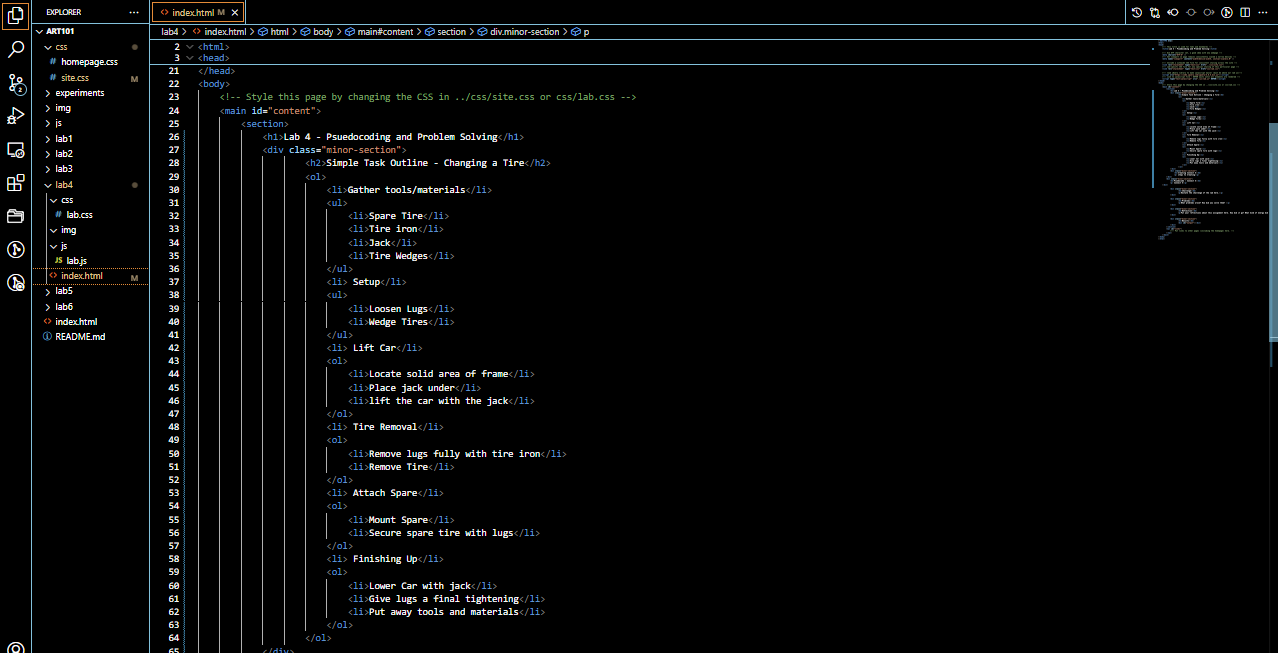 EXPLORER ···
ART101
css
# homepage.css
# site.css M
experiments
img
js
lab1
lab2
lab3
lab4
css
# lab.css
img
js
JS lab.js
<> index.html M
lab5
lab6
<> index.html
README.md
2
<> index.html M ×
lab4 > <> index.html > html > body > main#content > section > div.minor-section > p
2 <html>
3 <head>
21 </head>
22 <body>
23 <!-- Style this page by changing the CSS in ../css/site.css or css/lab.css -->
24 <main id="content">
25 <section>
26 <h1>Lab 4 - Psuedocoding and Problem Solving</h1>
27 <div class="minor-section">
28 <h2>Simple Task Outline - Changing a Tire</h2>
29 <ol>
30 <li>Gather tools/materials</li>
31 <ul>
32 <li>Spare Tire</li>
33 <li>Tire iron</li>
34 <li>Jack</li>
35 <li>Tire Wedges</li>
36 </ul>
37 <li> Setup</li>
38 <ul>
39 <li>Loosen Lugs</li>
40 <li>Wedge Tires</li>
41 </ul>
42 <li> Lift Car</li>
43 <ol>
44 <li>Locate solid area of frame</li>
45 <li>Place jack under</li>
46 <li>lift the car with the jack</li>
47 </ol>
48 <li> Tire Removal</li>
49 <ol>
50 <li>Remove lugs fully with tire iron</li>
51 <li>Remove Tire</li>
52 </ol>
53 <li> Attach Spare</li>
54 <ol>
55 <li>Mount Spare</li>
56 <li>Secure spare tire with lugs</li>
57 </ol>
58 <li> Finishing Up</li>
59 <ol>
60 <li>Lower Car with jack</li>
61 <li>Give lugs a final tightening</li>
62 <li>Put away tools and materials</li>
63 </ol>
64 </ol>
65 </div>